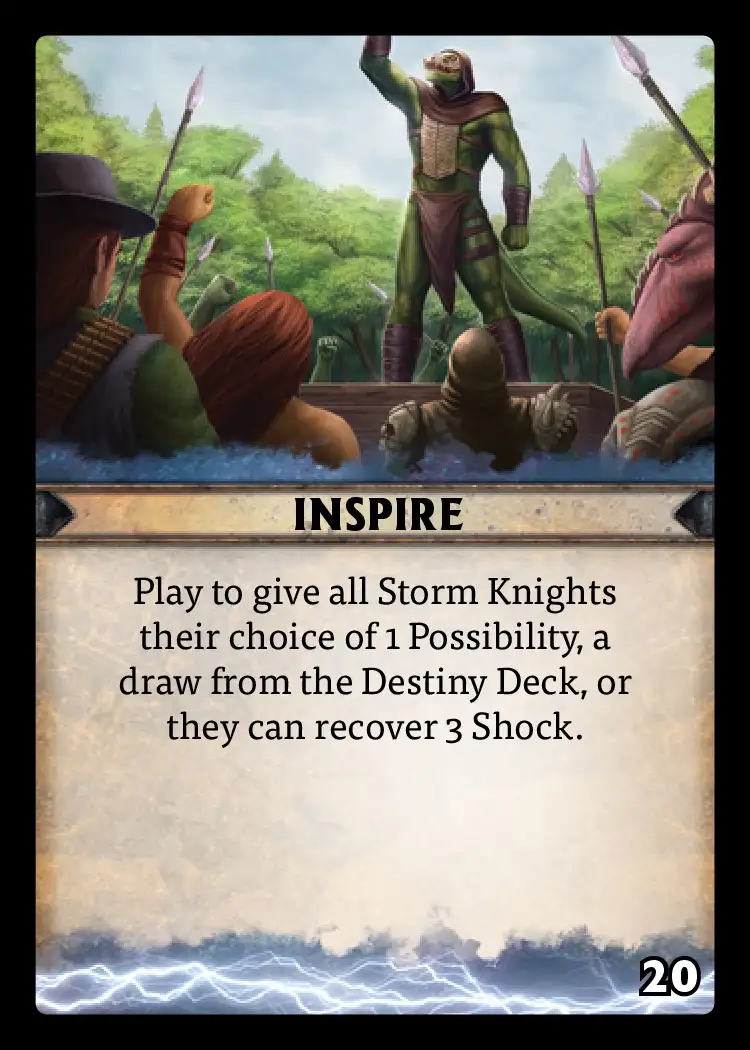 INSPIRE
Play to give all Storm Knights
their choice of 1 Possibility, a
draw from the Destiny Deck, or
they can recover 3 Shock.
20